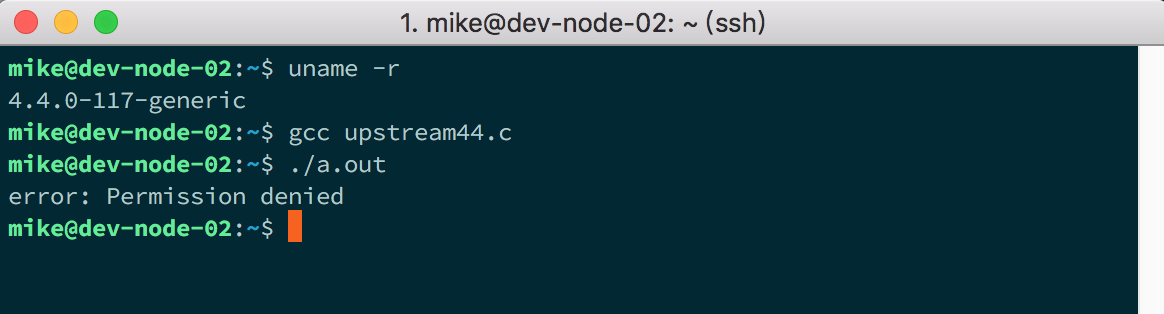 1. mike@dev-node-02: ~ (ssh)
mike@dev-node-02:~$ uname -r
4.4.0-117-generic
mike@dev-node-02:~$ gcc upstream44.c
mike@dev-node-02:~$ ./a.out
error: Permission denied
mike@dev-node-02:~$